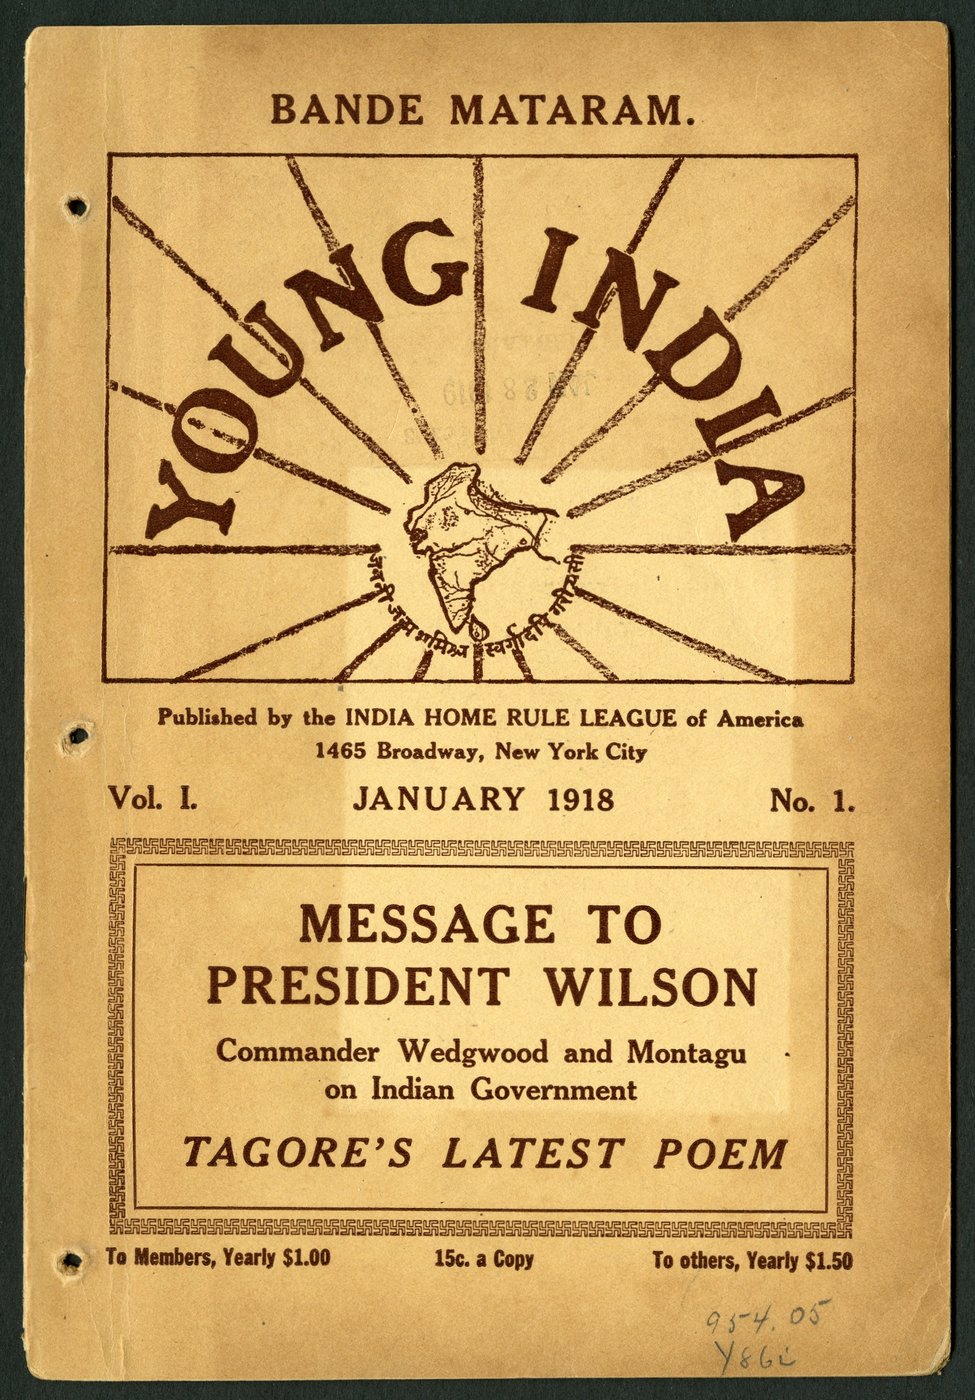 BANDE MATARAM.
YOUNG INDIA
जननी जन्मभूमिश्च स्वर्गादपि गरीयसी
Published by the INDIA HOME RULE LEAGUE of America
1465 Broadway, New York City
Vol. I. JANUARY 1918 No. 1.
MESSAGE TO
PRESIDENT WILSON
Commander Wedgwood and Montagu
on Indian Government
TAGORE'S LATEST POEM
To Members, Yearly $1.00 15c. a Copy To others, Yearly $1.50
954.05
Y86i